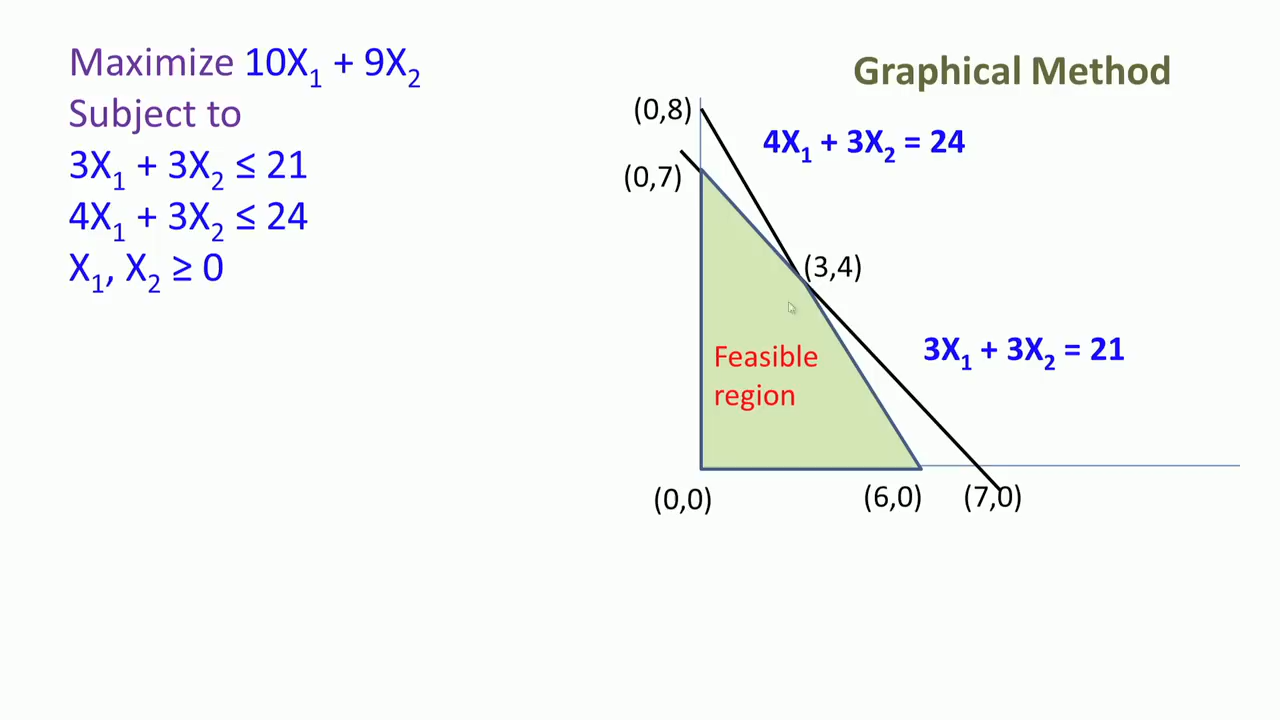 Maximize 10X₁ + 9X₂
Subject to
3X₁ + 3X₂ ≤ 21
4X₁ + 3X₂ ≤ 24
X₁, X₂ ≥ 0
Graphical Method
(0,8)
4X₁ + 3X₂ = 24
(0,7)
(3,4)
3X₁ + 3X₂ = 21
Feasible
region
(0,0)
(6,0)
(7,0)